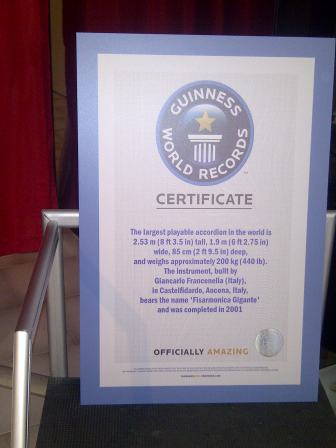 GUINNESS
WORLD RECORDS
CERTIFICATE
The largest playable accordion in the world is
2.53 m (8 ft 3.5 in) tall, 1.9 m (6 ft 2.75 in)
wide, 85 cm (2 ft 9.5 in) deep,
and weighs approximately 200 kg (440 lb).
The instrument, built by
Giancarlo Francenella (Italy),
in Castelfidardo, Ancona, Italy,
bears the name 'Fisarmonica Gigante'
and was completed in 2001
OFFICIALLY AMAZING